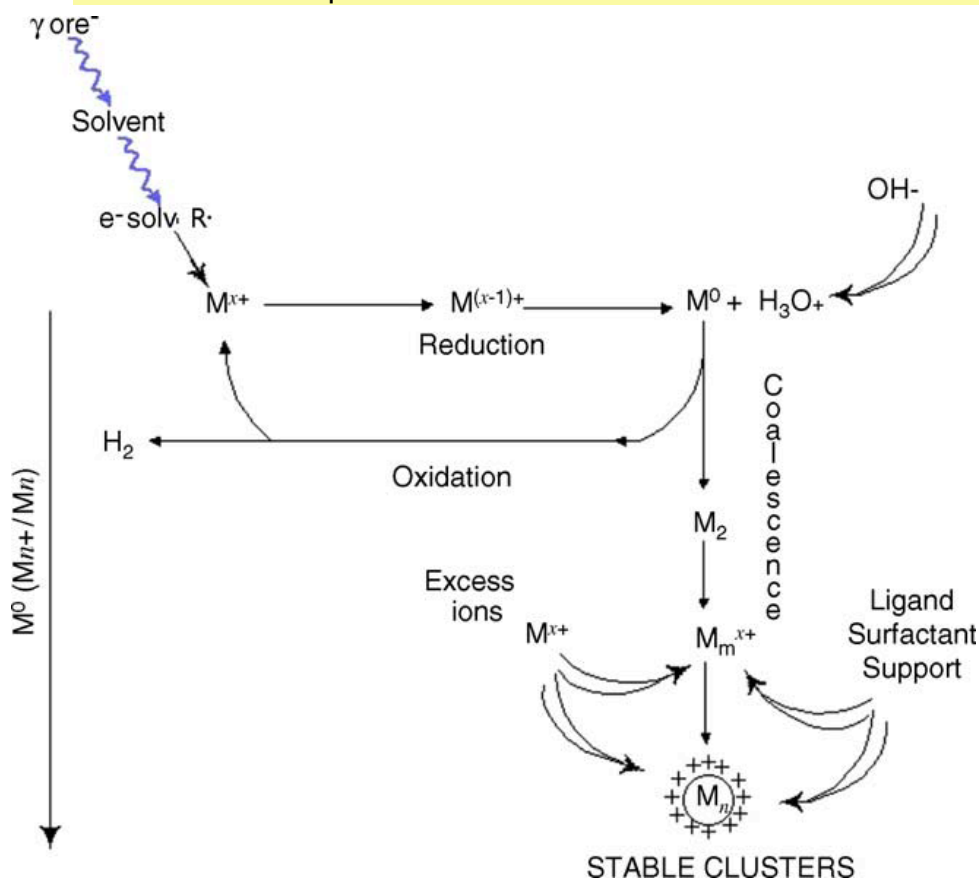 γ ore⁻
Solvent
e⁻solv R·
OH-
Mˣ⁺
M⁽ˣ⁻¹⁾⁺
M⁰ + H₃O₊
Reduction
Coalescence
H₂
Oxidation
M⁰ (Mn+/Mn)
M₂
Excess
ions
Mˣ⁺
Mₘˣ⁺
Ligand
Surfactant
Support
+ + + + + + + + + + + + + + + +
Mₙ
STABLE CLUSTERS